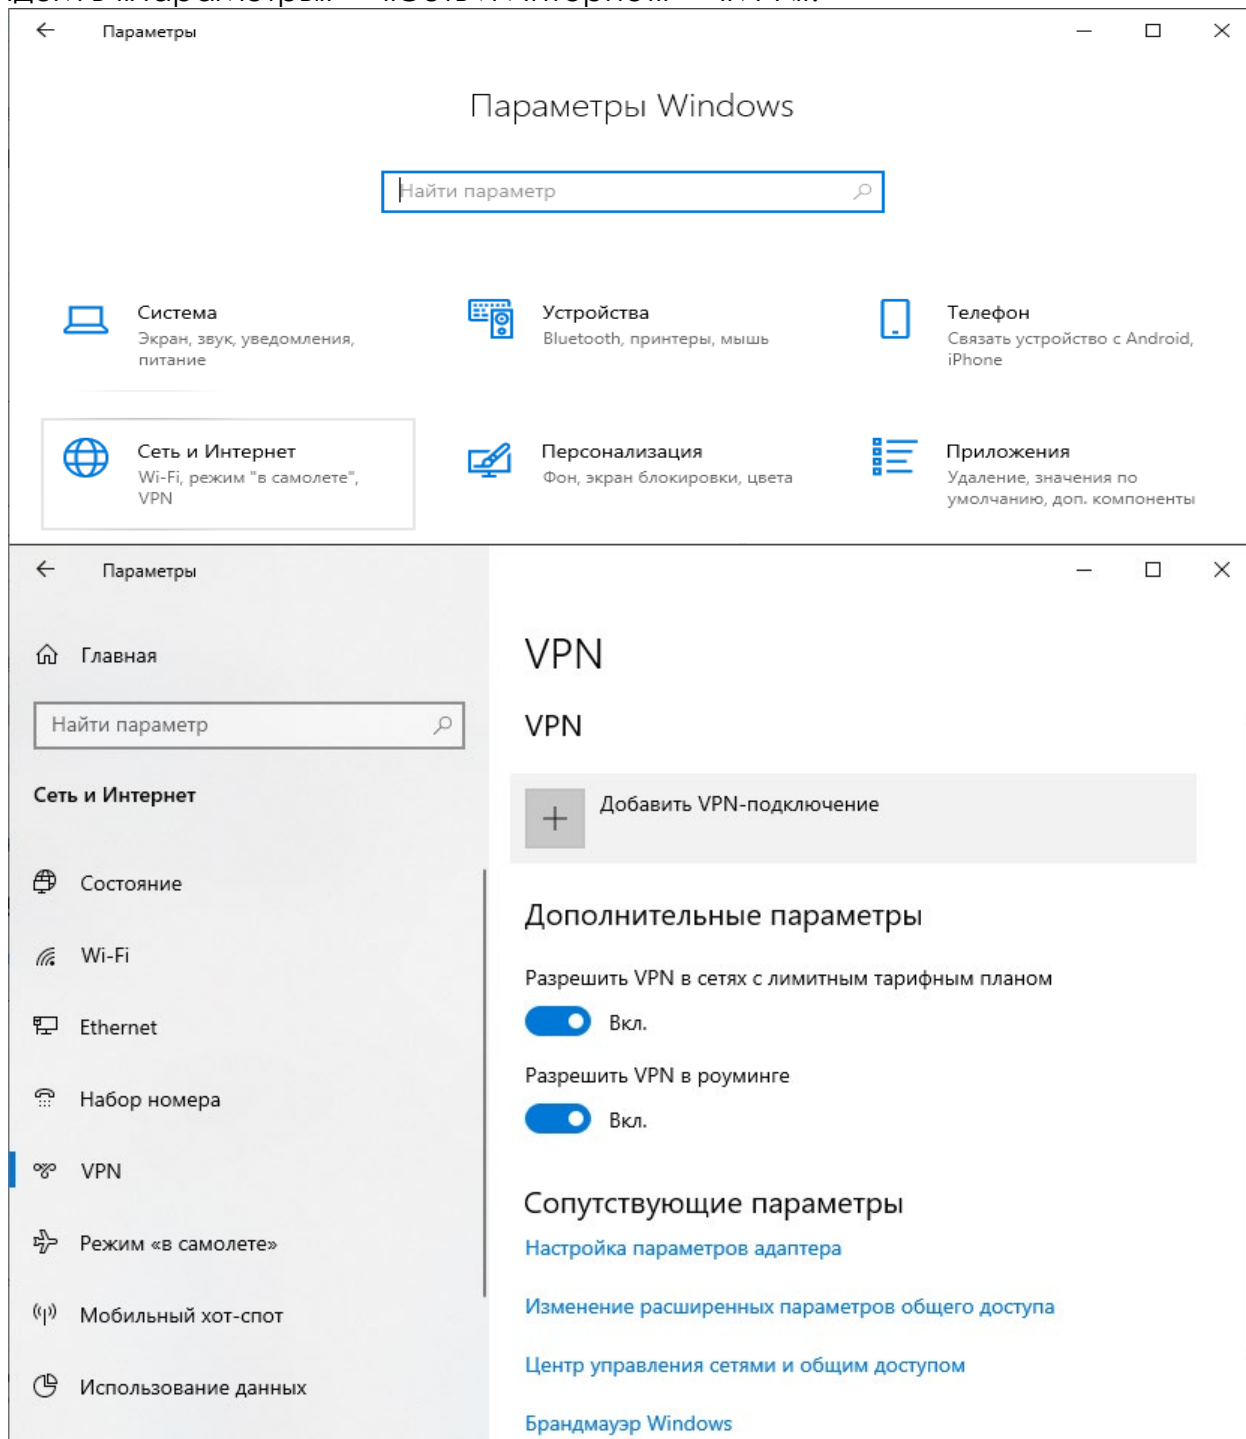 Параметры
Параметры Windows
Найти параметр
Система
Экран, звук, уведомления,
питание
Устройства
Bluetooth, принтеры, мышь
Телефон
Связать устройство с Android,
iPhone
Сеть и Интернет
Wi-Fi, режим "в самолете",
VPN
Персонализация
Фон, экран блокировки, цвета
Приложения
Удаление, значения по
умолчанию, доп. компоненты
Параметры
Главная
Найти параметр
Сеть и Интернет
Состояние
Wi-Fi
Ethernet
Набор номера
VPN
Режим «в самолете»
Мобильный хот-спот
Использование данных
VPN
VPN
Добавить VPN-подключение
Дополнительные параметры
Разрешить VPN в сетях с лимитным тарифным планом
Вкл.
Разрешить VPN в роуминге
Вкл.
Сопутствующие параметры
Настройка параметров адаптера
Изменение расширенных параметров общего доступа
Центр управления сетями и общим доступом
Брандмауэр Windows